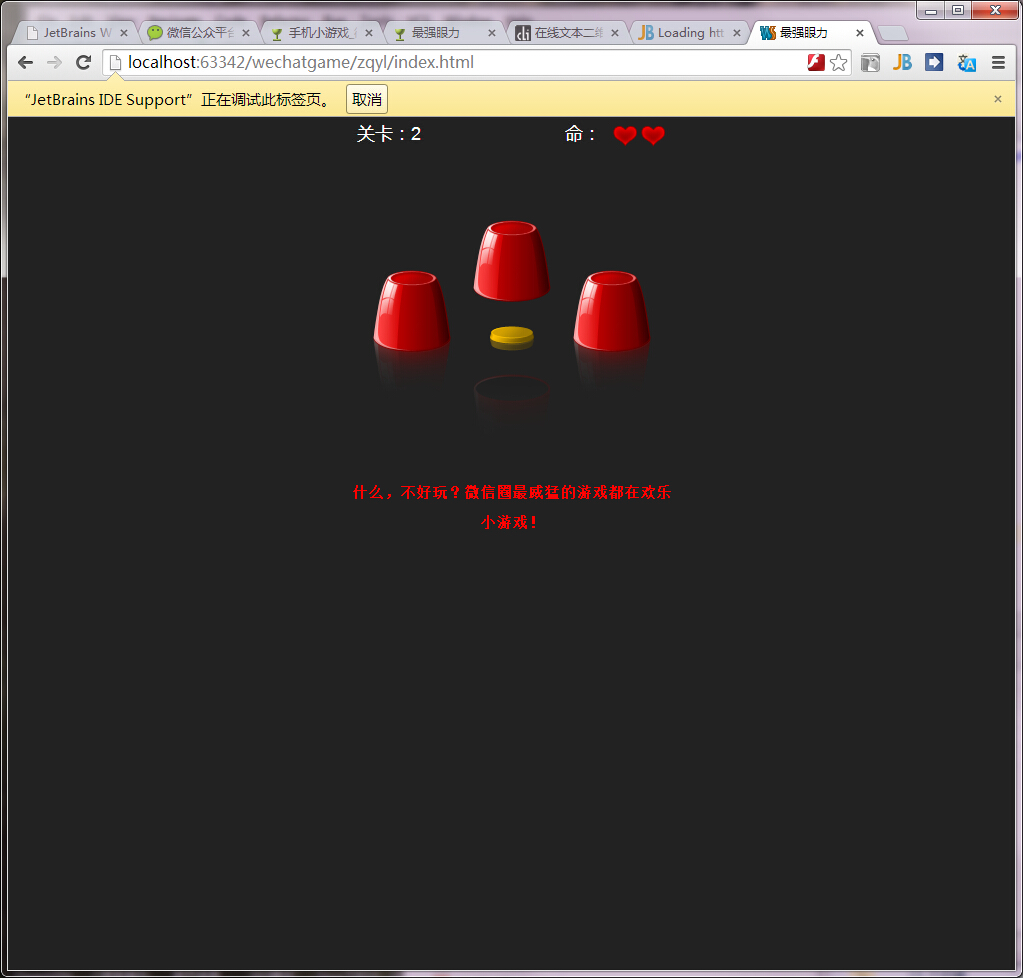 JetBrains W
微信公众平台
手机小游戏_
最强眼力
在线文本二维
JB Loading htt
WS 最强眼力
localhost:63342/wechatgame/zqyl/index.html
JB
“JetBrains IDE Support”正在调试此标签页。 取消
关卡：2 命：
什么，不好玩？微信圈最威猛的游戏都在欢乐
小游戏！